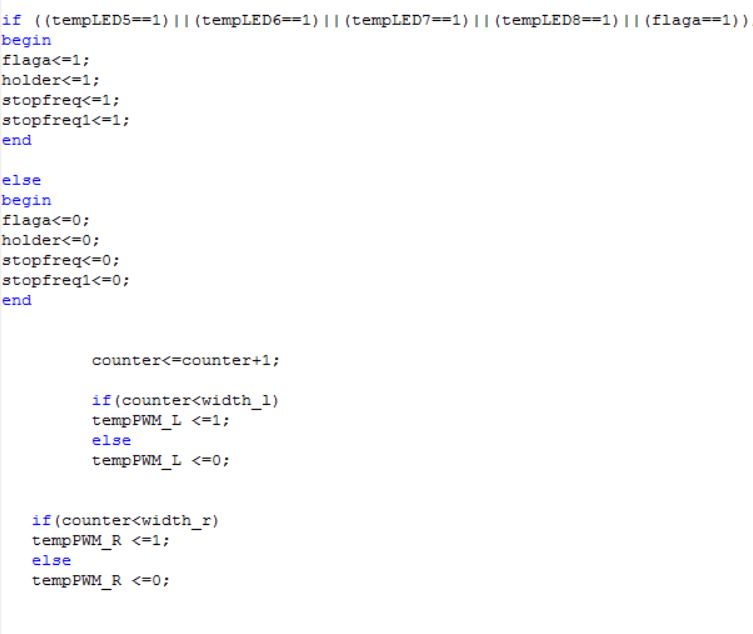 if ((tempLED5==1)||(tempLED6==1)||(tempLED7==1)||(tempLED8==1)||(flaga==1))
begin
flaga<=1;
holder<=1;
stopfreq<=1;
stopfreq1<=1;
end
else
begin
flaga<=0;
holder<=0;
stopfreq<=0;
stopfreq1<=0;
end
counter<=counter+1;
if(counter<width_l)
tempPWM_L <=1;
else
tempPWM_L <=0;
if(counter<width_r)
tempPWM_R <=1;
else
tempPWM_R <=0;